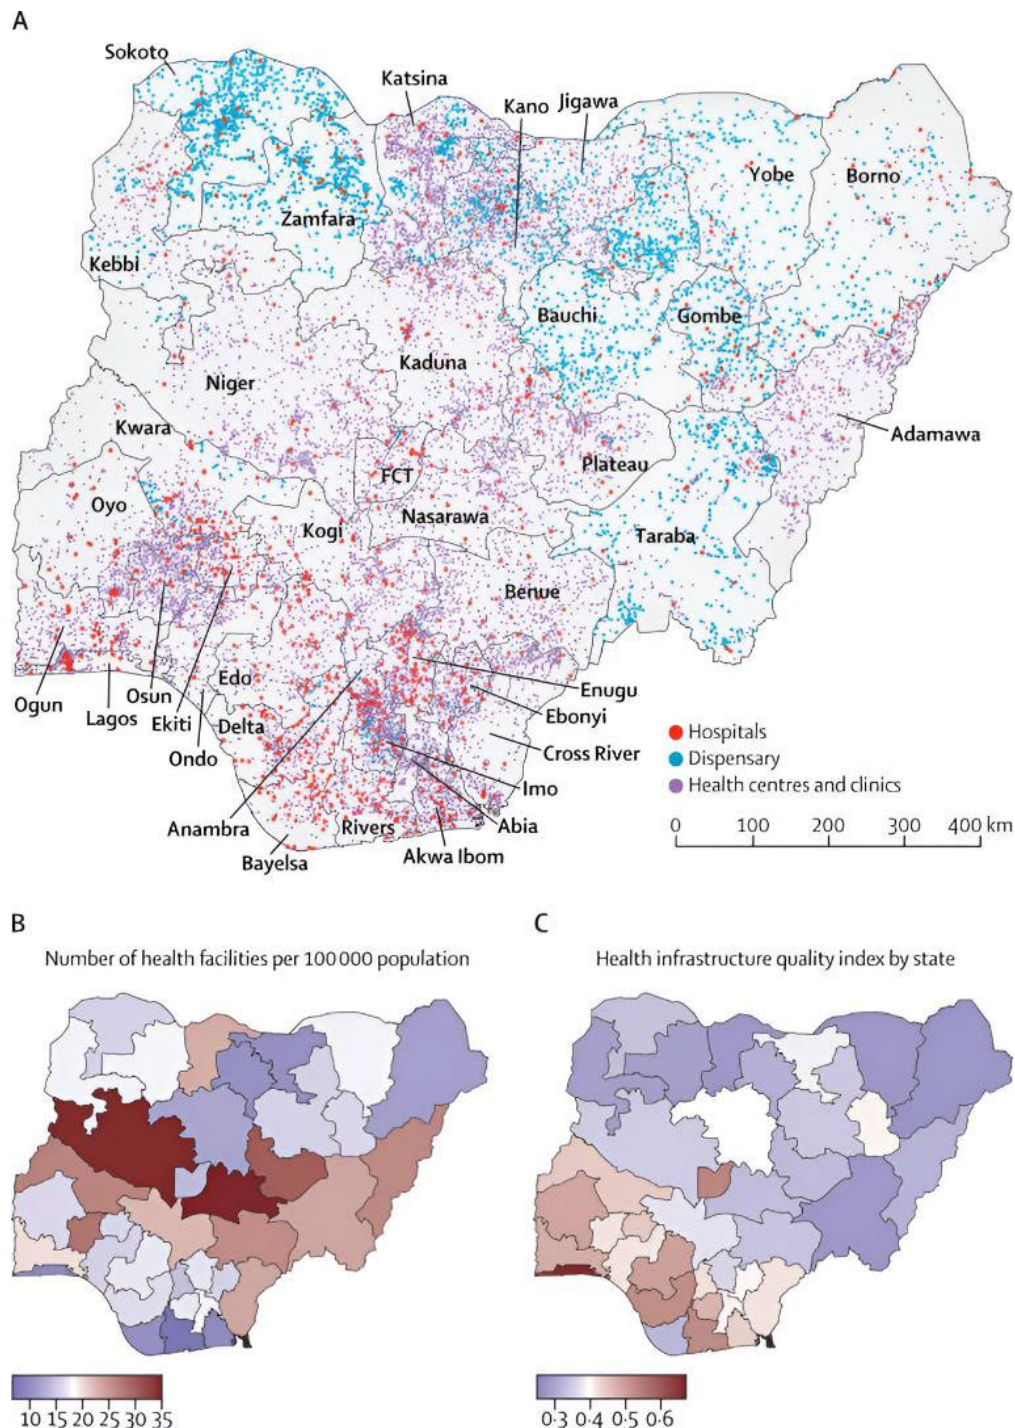 A
Sokoto
Katsina
Kano
Jigawa
Yobe
Borno
Zamfara
Kebbi
Bauchi
Gombe
Kaduna
Niger
Adamawa
Kwara
Plateau
FCT
Oyo
Nasarawa
Kogi
Taraba
Benue
Edo
Enugu
Ogun
Osun
Ebonyi
Lagos
Ekiti
Delta
Hospitals
Cross River
Ondo
Dispensary
Imo
Health centres and clinics
Anambra
Rivers
Abia
0 100 200 300 400 km
Bayelsa
Akwa Ibom
B
Number of health facilities per 100 000 population
10 15 20 25 30 35
C
Health infrastructure quality index by state
0·3 0·4 0·5 0·6